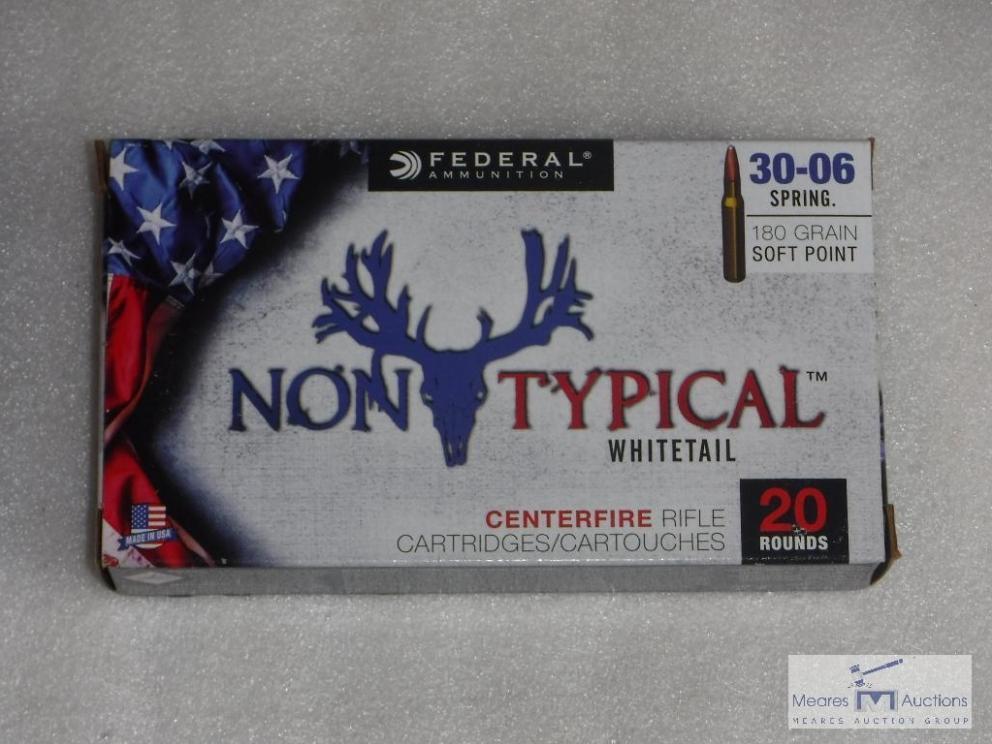 FEDERAL®
AMMUNITION
30-06
SPRING.
180 GRAIN
SOFT POINT
NON TYPICAL™
WHITETAIL
MADE IN USA
CENTERFIRE RIFLE
CARTRIDGES/CARTOUCHES
20
ROUNDS
Meares M Auctions
MEARES AUCTION GROUP